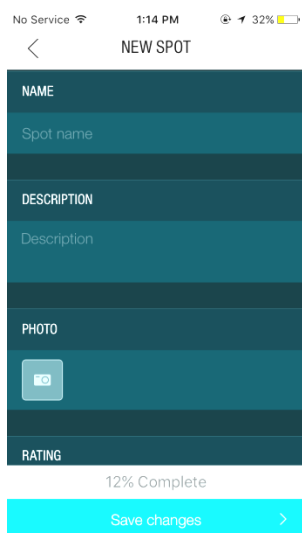 No Service 1:14 PM 32%
NEW SPOT
NAME
Spot name
DESCRIPTION
Description
PHOTO
RATING
12% Complete
Save changes